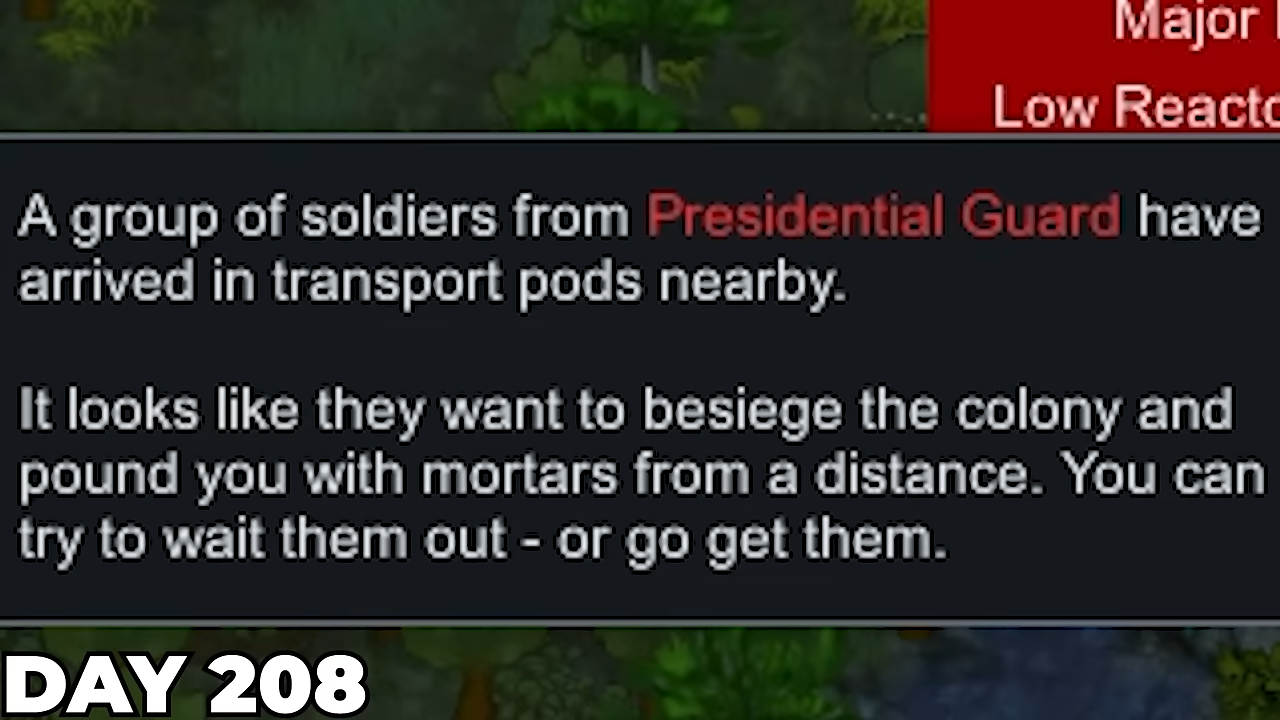 Major
Low Reacto
A group of soldiers from Presidential Guard have
arrived in transport pods nearby.
It looks like they want to besiege the colony and
pound you with mortars from a distance. You can
try to wait them out - or go get them.
DAY 208